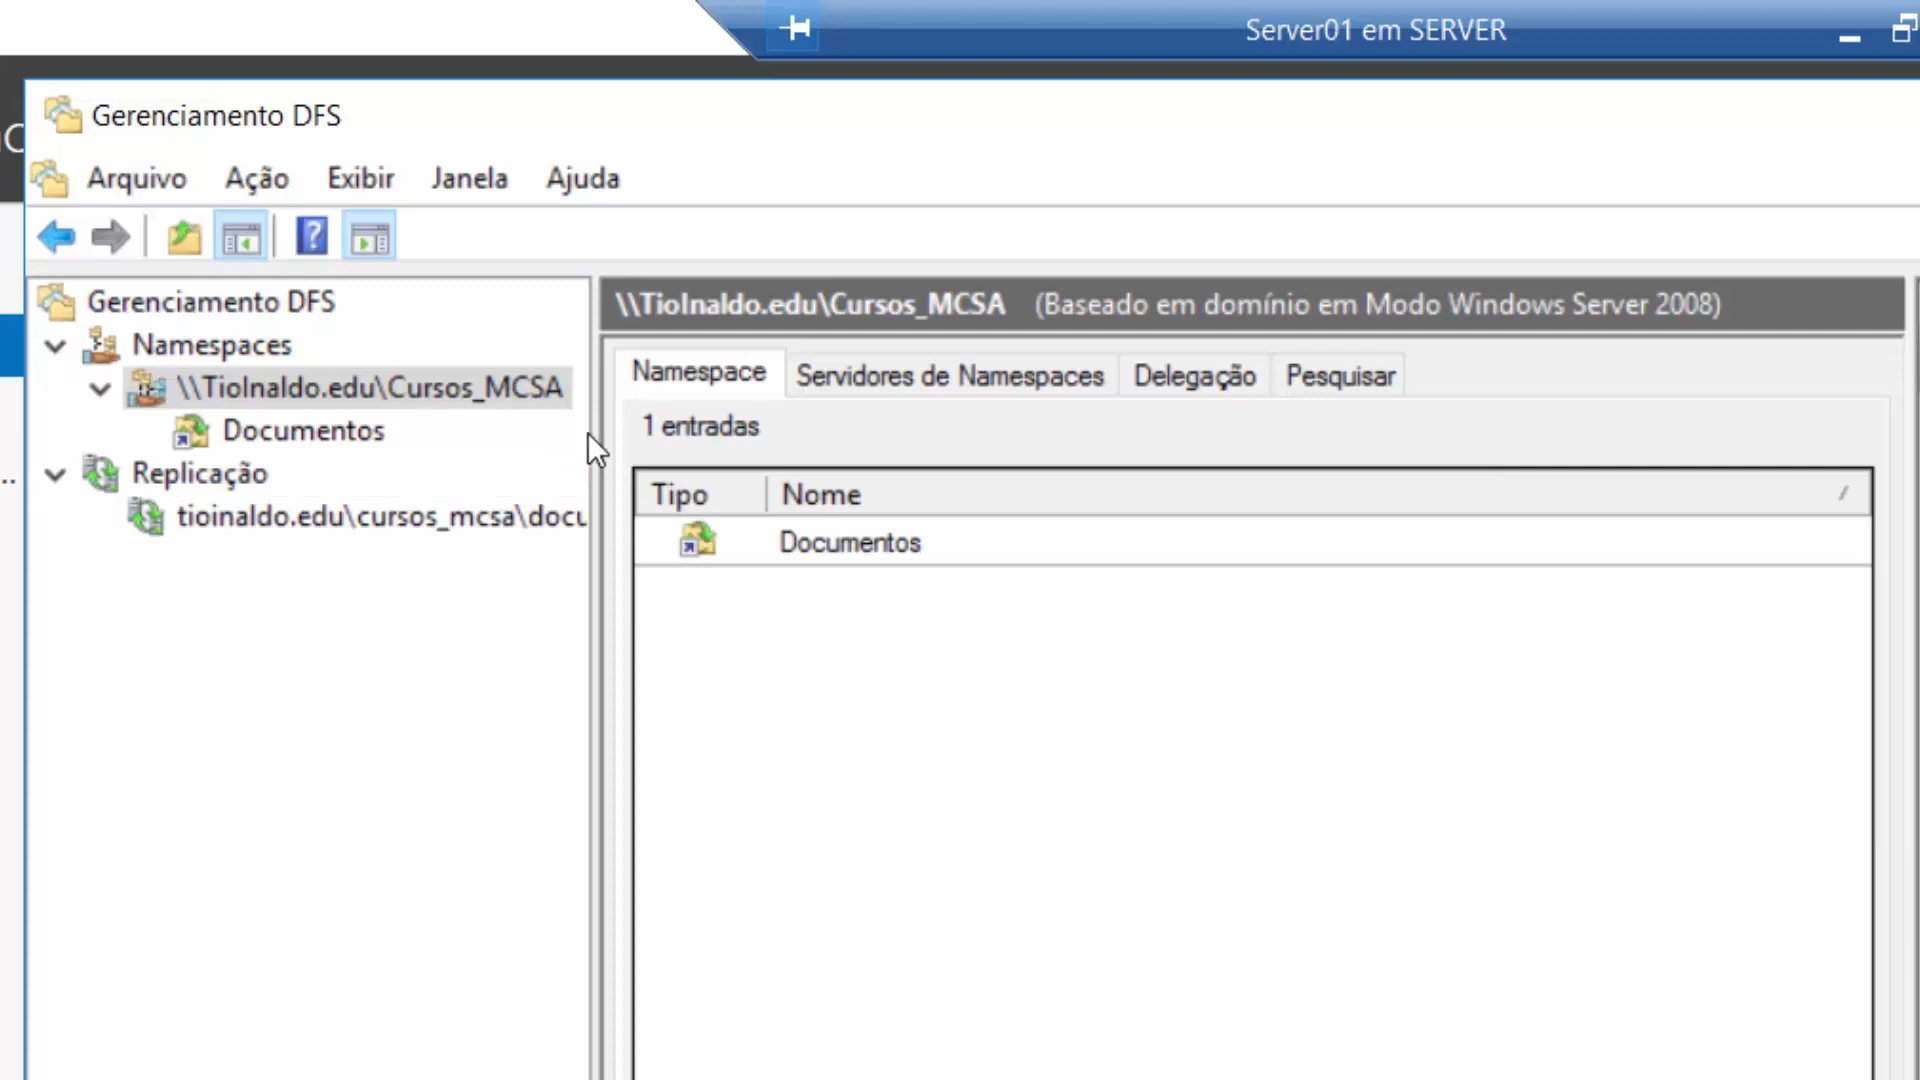 Server01 em SERVER
Gerenciamento DFS
Arquivo Ação Exibir Janela Ajuda
Gerenciamento DFS
Namespaces
\\TioInaldo.edu\Cursos_MCSA
Documentos
Replicação
tioinaldo.edu\cursos_mcsa\docu
\\TioInaldo.edu\Cursos_MCSA (Baseado em domínio em Modo Windows Server 2008)
Namespace Servidores de Namespaces Delegação Pesquisar
1 entradas
Tipo Nome
Documentos